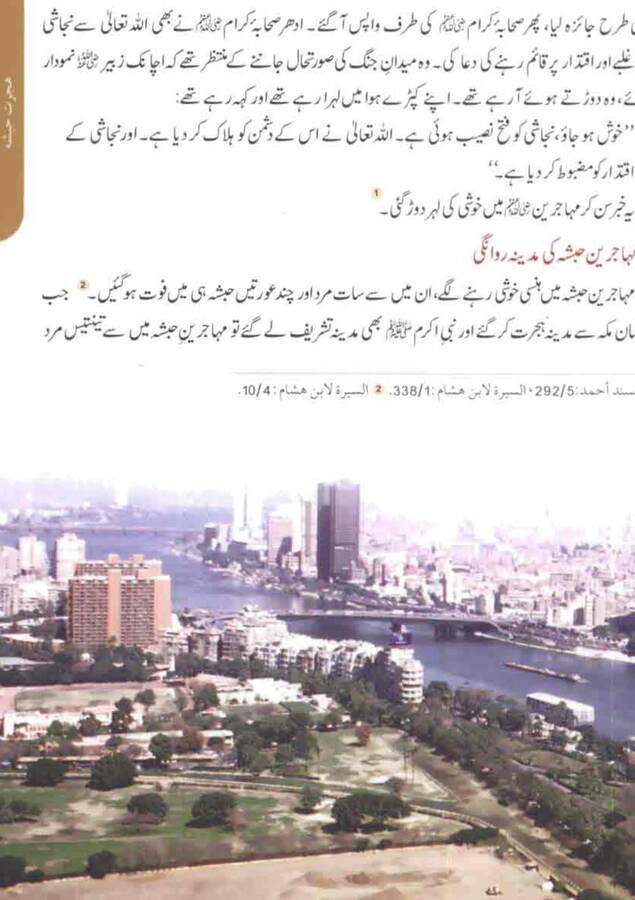 طرح جائزہ لیا، پھر صحابۂ کرام رضی اللہ عنہم کی طرف واپس آگئے۔ ادھر صحابۂ کرام رضی اللہ عنہم نے بھی اللہ تعالیٰ سے نجاشی
غلبے اور اقتدار پر قائم رہنے کی دعا کی۔ وہ میدانِ جنگ کی صورتحال جاننے کے منتظر تھے کہ اچانک زبیر رضی اللہ عنہ نمودار
ئے، وہ دوڑتے ہوئے آ رہے تھے۔ اپنے کپڑے ہوا میں لہرا رہے تھے اور کہہ رہے تھے:
”خوش ہو جاؤ، نجاشی کو فتح نصیب ہوئی ہے۔ اللہ تعالیٰ نے اس کے دشمن کو ہلاک کر دیا ہے۔ اور نجاشی کے
اقتدار کو مضبوط کر دیا ہے۔“
یہ خبر سن کر مہاجرین رضی اللہ عنہم میں خوشی کی لہر دوڑ گئی۔ 1
مہاجرین حبشہ کی مدینہ روانگی
مہاجرین حبشہ میں ہنسی خوشی رہنے لگے، ان میں سے سات مرد اور چند عورتیں حبشہ ہی میں فوت ہو گئیں۔ 2 جب
مان مکہ سے مدینہ ہجرت کر گئے اور نبی اکرم ﷺ بھی مدینہ تشریف لے گئے تو مہاجرینِ حبشہ میں سے تینتیس مرد
سند أحمد:292/5، السيرة لابن هشام:338/1. 2 السيرة لابن هشام:10/4.
ہجرت حبشہ